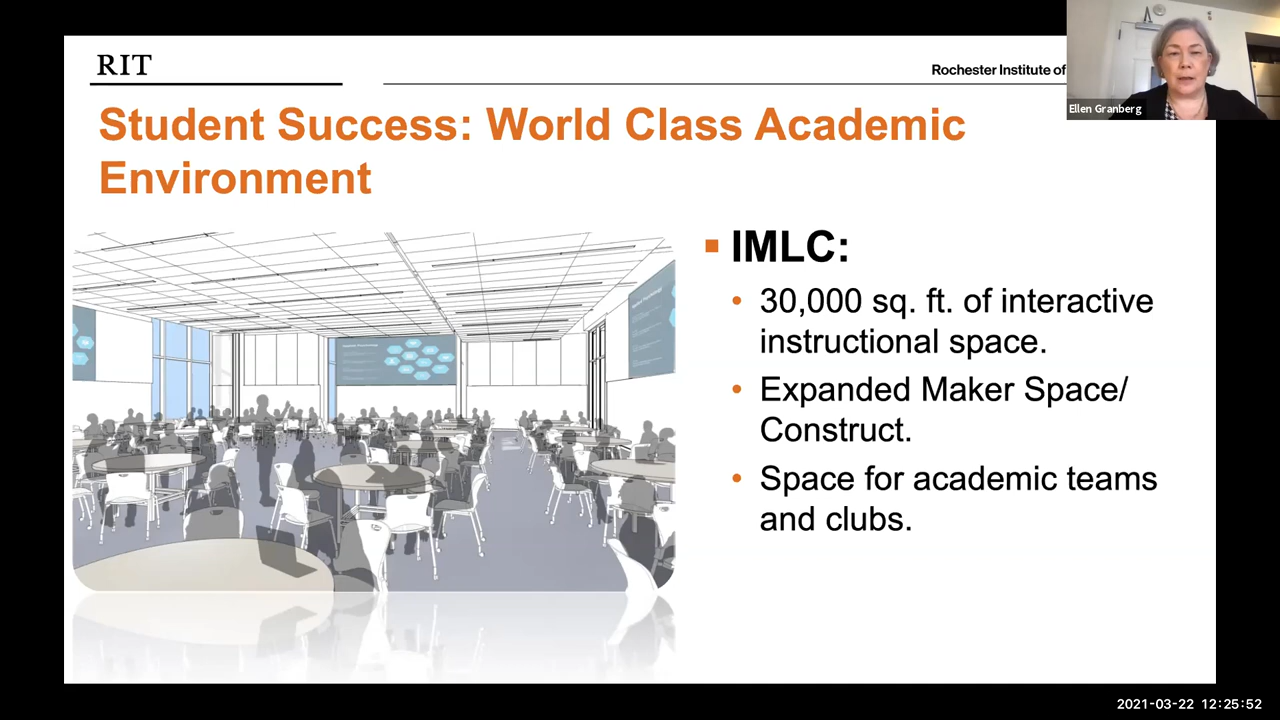 RIT
Rochester Institute of
Ellen Granberg
Student Success: World Class Academic
Environment
IMLC:
30,000 sq. ft. of interactive
instructional space.
Expanded Maker Space/
Construct.
Space for academic teams
and clubs.
2021-03-22 12:25:52